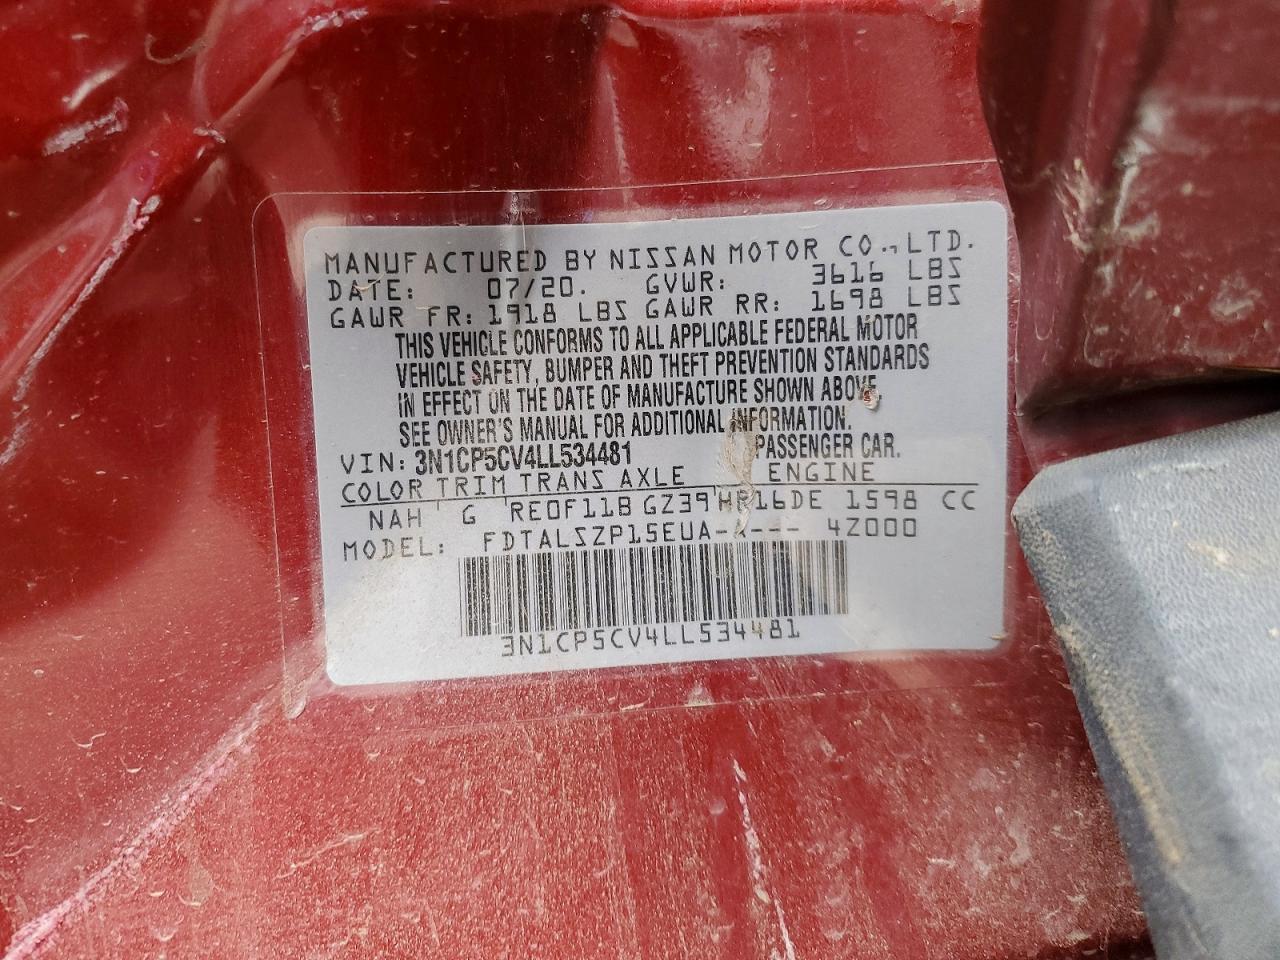 MANUFACTURED BY NISSAN MOTOR CO., LTD.
DATE: 07/20. GVWR: 3616 LBS
GAWR FR: 1918 LBS GAWR RR: 1698 LBS
THIS VEHICLE CONFORMS TO ALL APPLICABLE FEDERAL MOTOR
VEHICLE SAFETY, BUMPER AND THEFT PREVENTION STANDARDS
IN EFFECT ON THE DATE OF MANUFACTURE SHOWN ABOVE.
SEE OWNER'S MANUAL FOR ADDITIONAL INFORMATION.
VIN: 3N1CP5CV4LL534481 PASSENGER CAR.
COLOR TRIM TRANS AXLE ENGINE
NAH G RE0F11B GZ39 HR16DE 1598 CC
MODEL: FDTALSZP15EUA----- 4Z000
3N1CP5CV4LL534481